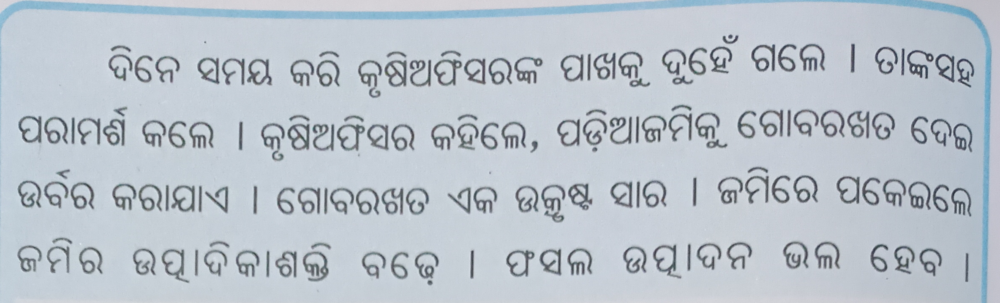 ଦିନେ ସମୟ କରି କୃଷିଅଫିସରଙ୍କ ପାଖକୁ ଦୁହେଁ ଗଲେ । ତାଙ୍କସହ
ପରାମର୍ଶ କଲେ । କୃଷିଅଫିସର କହିଲେ, ପଡ଼ିଆଜମିକୁ ଗୋବରଖତ ଦେଇ
ଉର୍ବର କରାଯାଏ । ଗୋବରଖତ ଏକ ଉତ୍କୃଷ୍ଟ ସାର । ଜମିରେ ପକେଇଲେ
ଜମିର ଉତ୍ପାଦିକାଶକ୍ତି ବଢ଼େ । ଫସଲ ଉତ୍ପାଦନ ଭଲ ହେବ ।